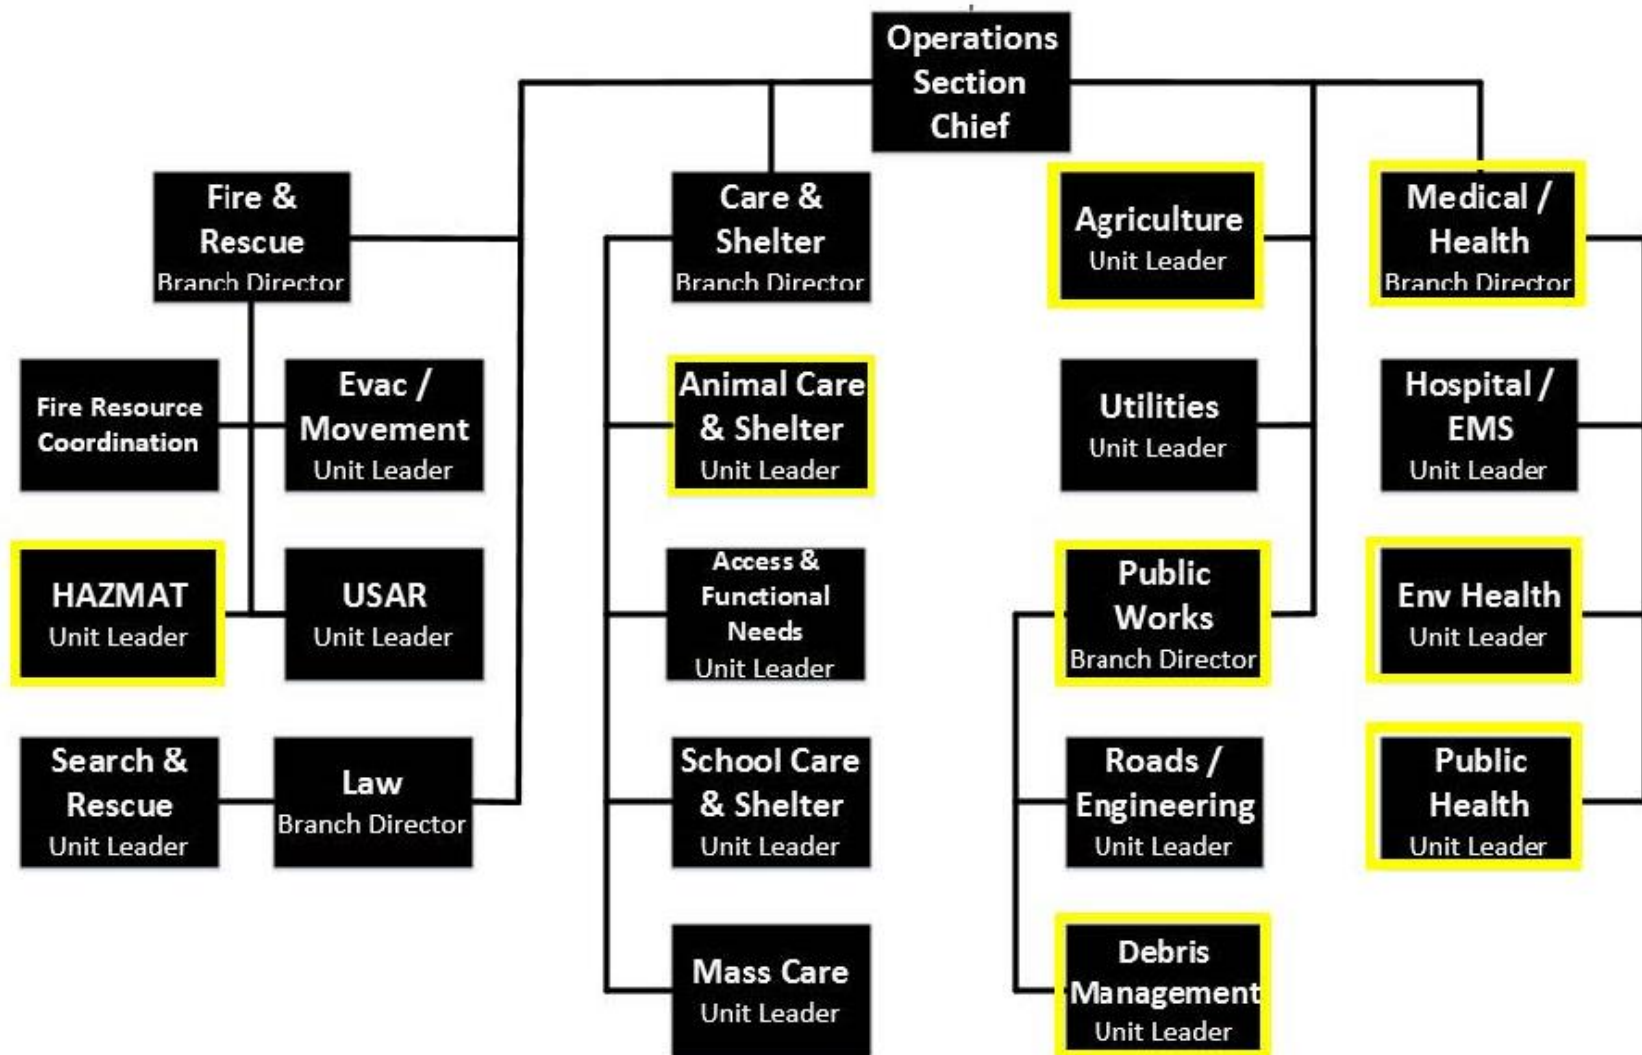 Operations
Section
Chief
Fire &
Rescue
Branch Director
Care &
Shelter
Branch Director
Agriculture
Unit Leader
Medical /
Health
Branch Director
Fire Resource
Coordination
Evac /
Movement
Unit Leader
Animal Care
& Shelter
Unit Leader
Utilities
Unit Leader
Hospital /
EMS
Unit Leader
HAZMAT
Unit Leader
USAR
Unit Leader
Access &
Functional
Needs
Unit Leader
Public
Works
Branch Director
Env Health
Unit Leader
Search &
Rescue
Unit Leader
Law
Branch Director
School Care
& Shelter
Unit Leader
Roads /
Engineering
Unit Leader
Public
Health
Unit Leader
Mass Care
Unit Leader
Debris
Management
Unit Leader